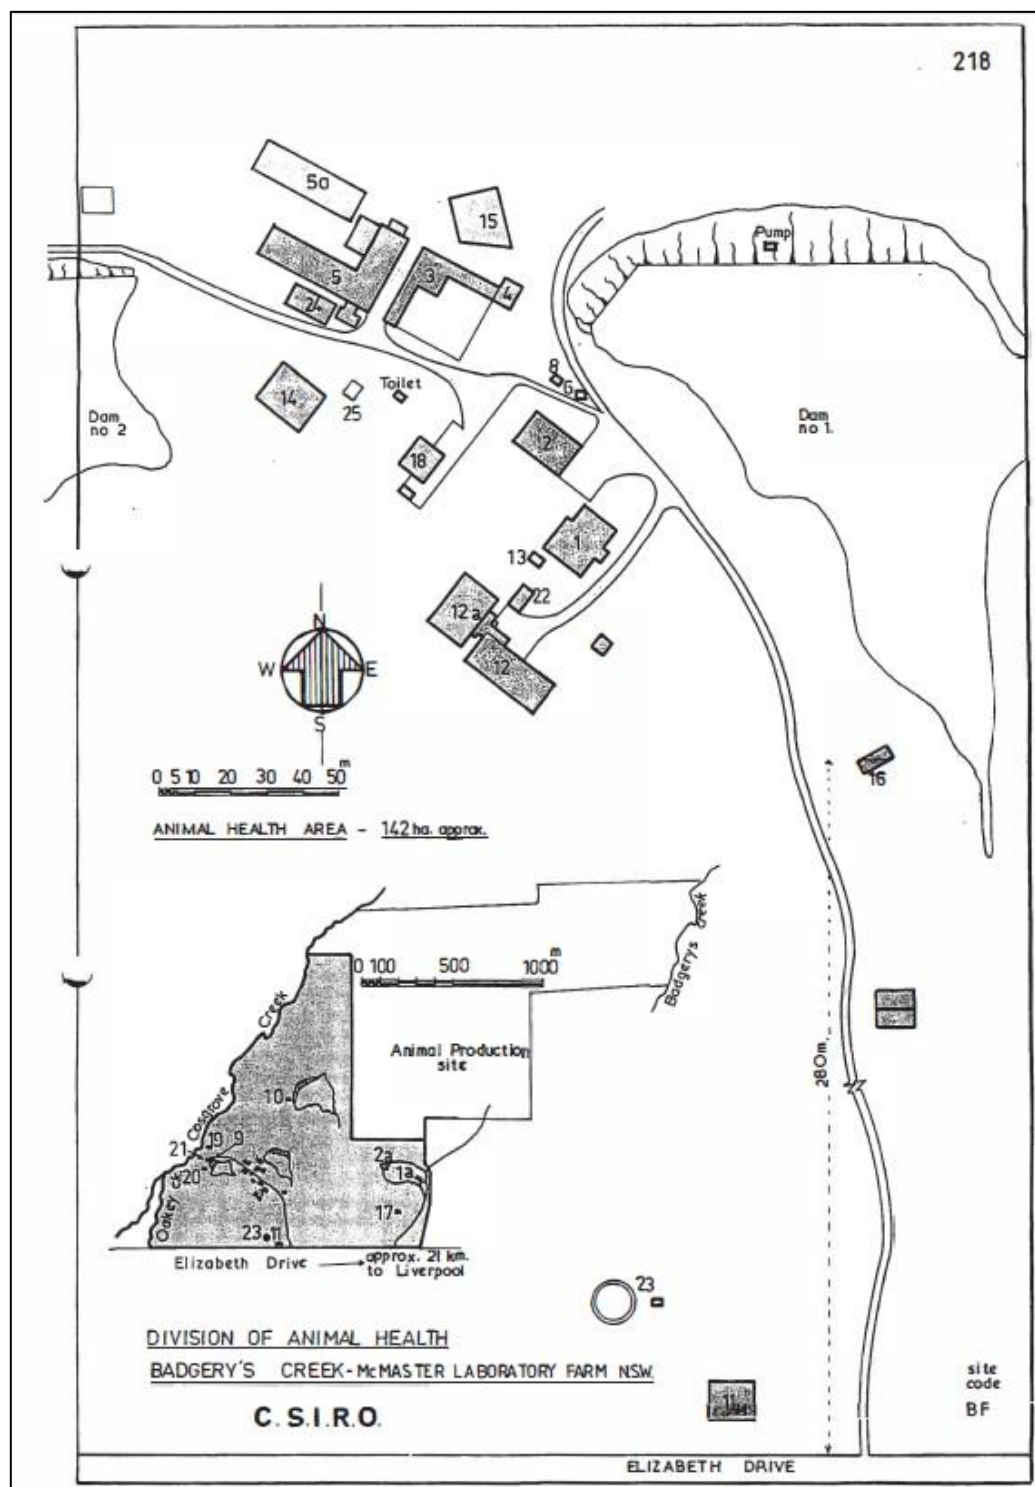 218
5a
15
Pump
5
3
4
24
8
6
Toilet
14
25
Dam
no 2
Dam
no 1.
2
18
1
13
22
12a
12
N
W E
S
16
0 5 10 20 30 40 50 m
ANIMAL HEALTH AREA - 142 ha. approx.
Badgerys Creek
0 100 500 1000 m
Cosgrove Creek
Animal Production
site
280m.
10
21 19 9
20
2a
1a
17
Oakey Ck
23 11
Elizabeth Drive
approx. 21 km.
to Liverpool
23
DIVISION OF ANIMAL HEALTH
BADGERY'S CREEK-McMASTER LABORATORY FARM N.S.W.
11
site
code
BF
C.S.I.R.O.
ELIZABETH DRIVE